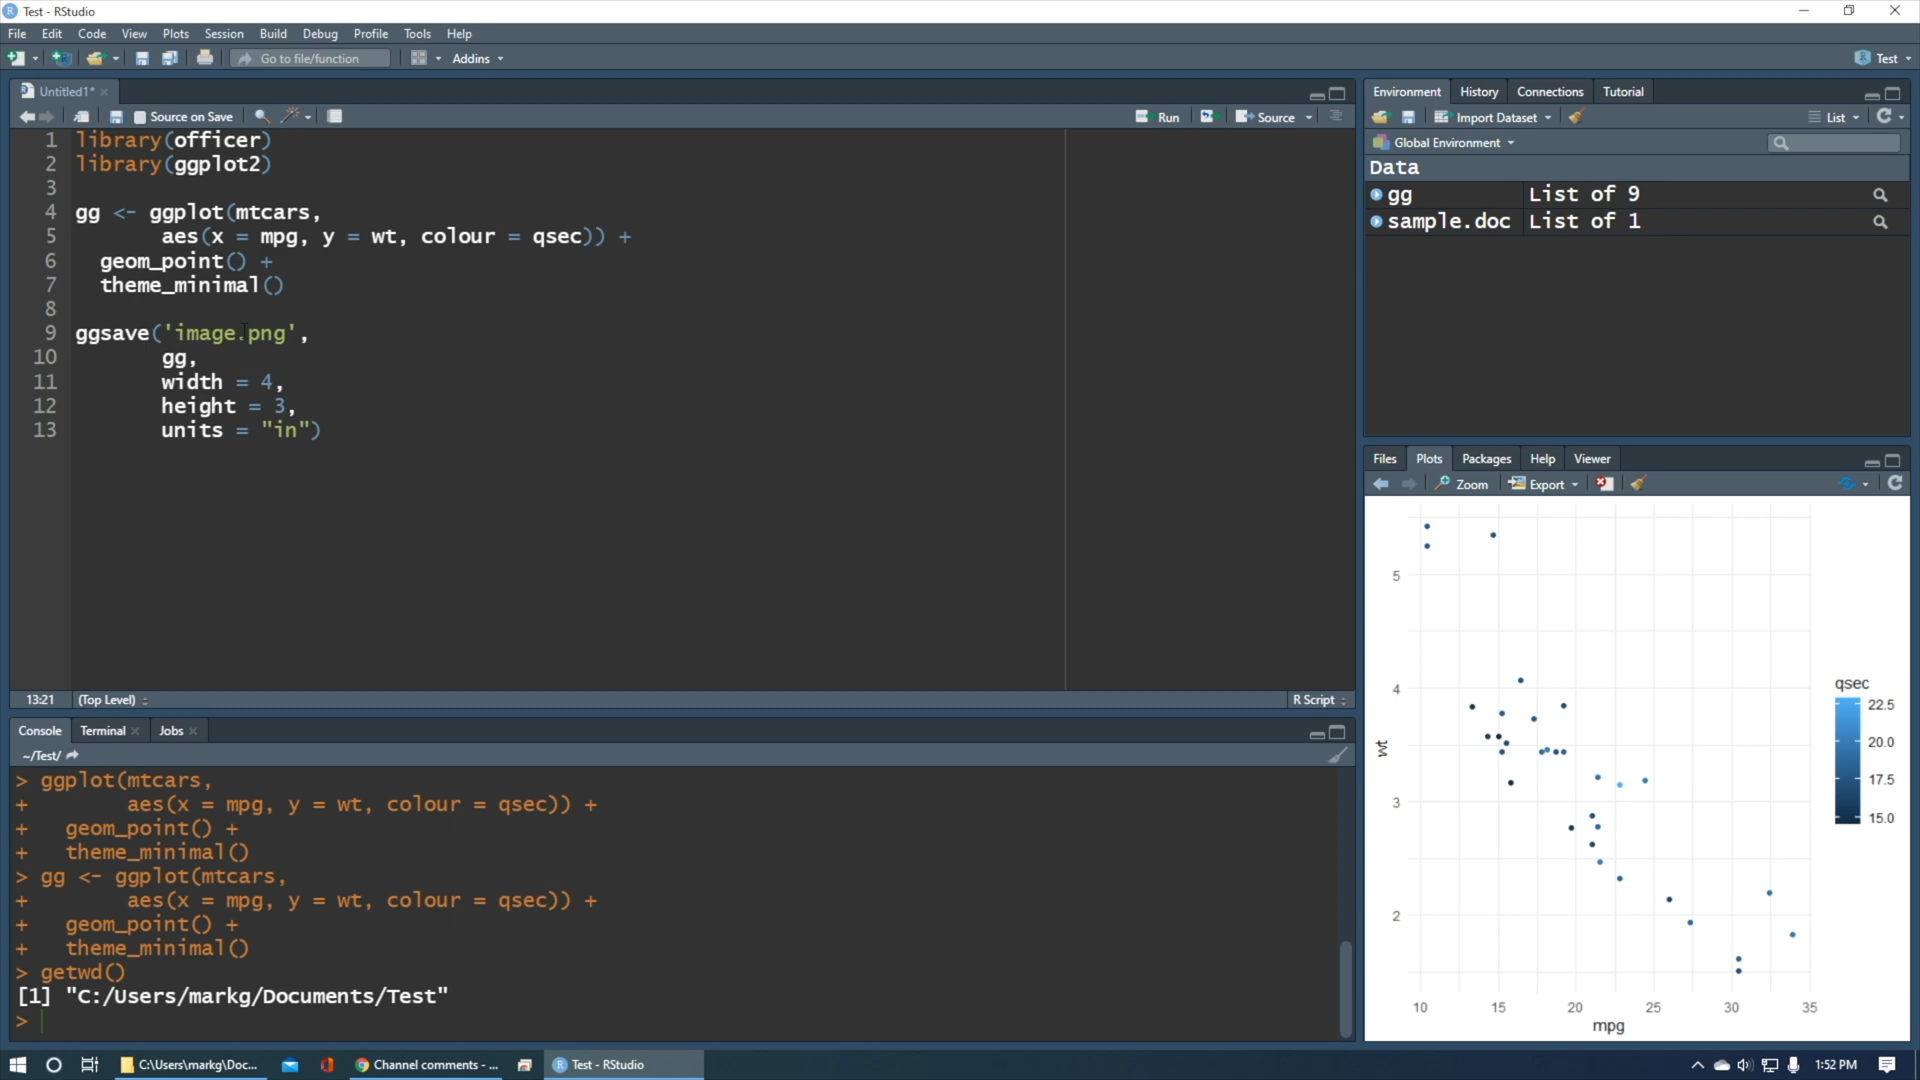 Test - RStudio
File Edit Code View Plots Session Build Debug Profile Tools Help
Go to file/function Addins Test
Untitled1*
Source on Save Run Source
1 library(officer)
2 library(ggplot2)
3
4 gg <- ggplot(mtcars,
5 aes(x = mpg, y = wt, colour = qsec)) +
6 geom_point() +
7 theme_minimal()
8
9 ggsave('image.png',
10 gg,
11 width = 4,
12 height = 3,
13 units = "in")
13:21 (Top Level) R Script
Console Terminal Jobs
~/Test/
> ggplot(mtcars,
+ aes(x = mpg, y = wt, colour = qsec)) +
+ geom_point() +
+ theme_minimal()
> gg <- ggplot(mtcars,
+ aes(x = mpg, y = wt, colour = qsec)) +
+ geom_point() +
+ theme_minimal()
> getwd()
[1] "C:/Users/markg/Documents/Test"
>
Environment History Connections Tutorial
Import Dataset List
Global Environment
Data
gg List of 9
sample.doc List of 1
Files Plots Packages Help Viewer
Zoom Export
5
4
3
2
wt
10 15 20 25 30 35
mpg
qsec
22.5
20.0
17.5
15.0
C:\Users\markg\Doc... Channel comments - ... Test - RStudio 1:52 PM